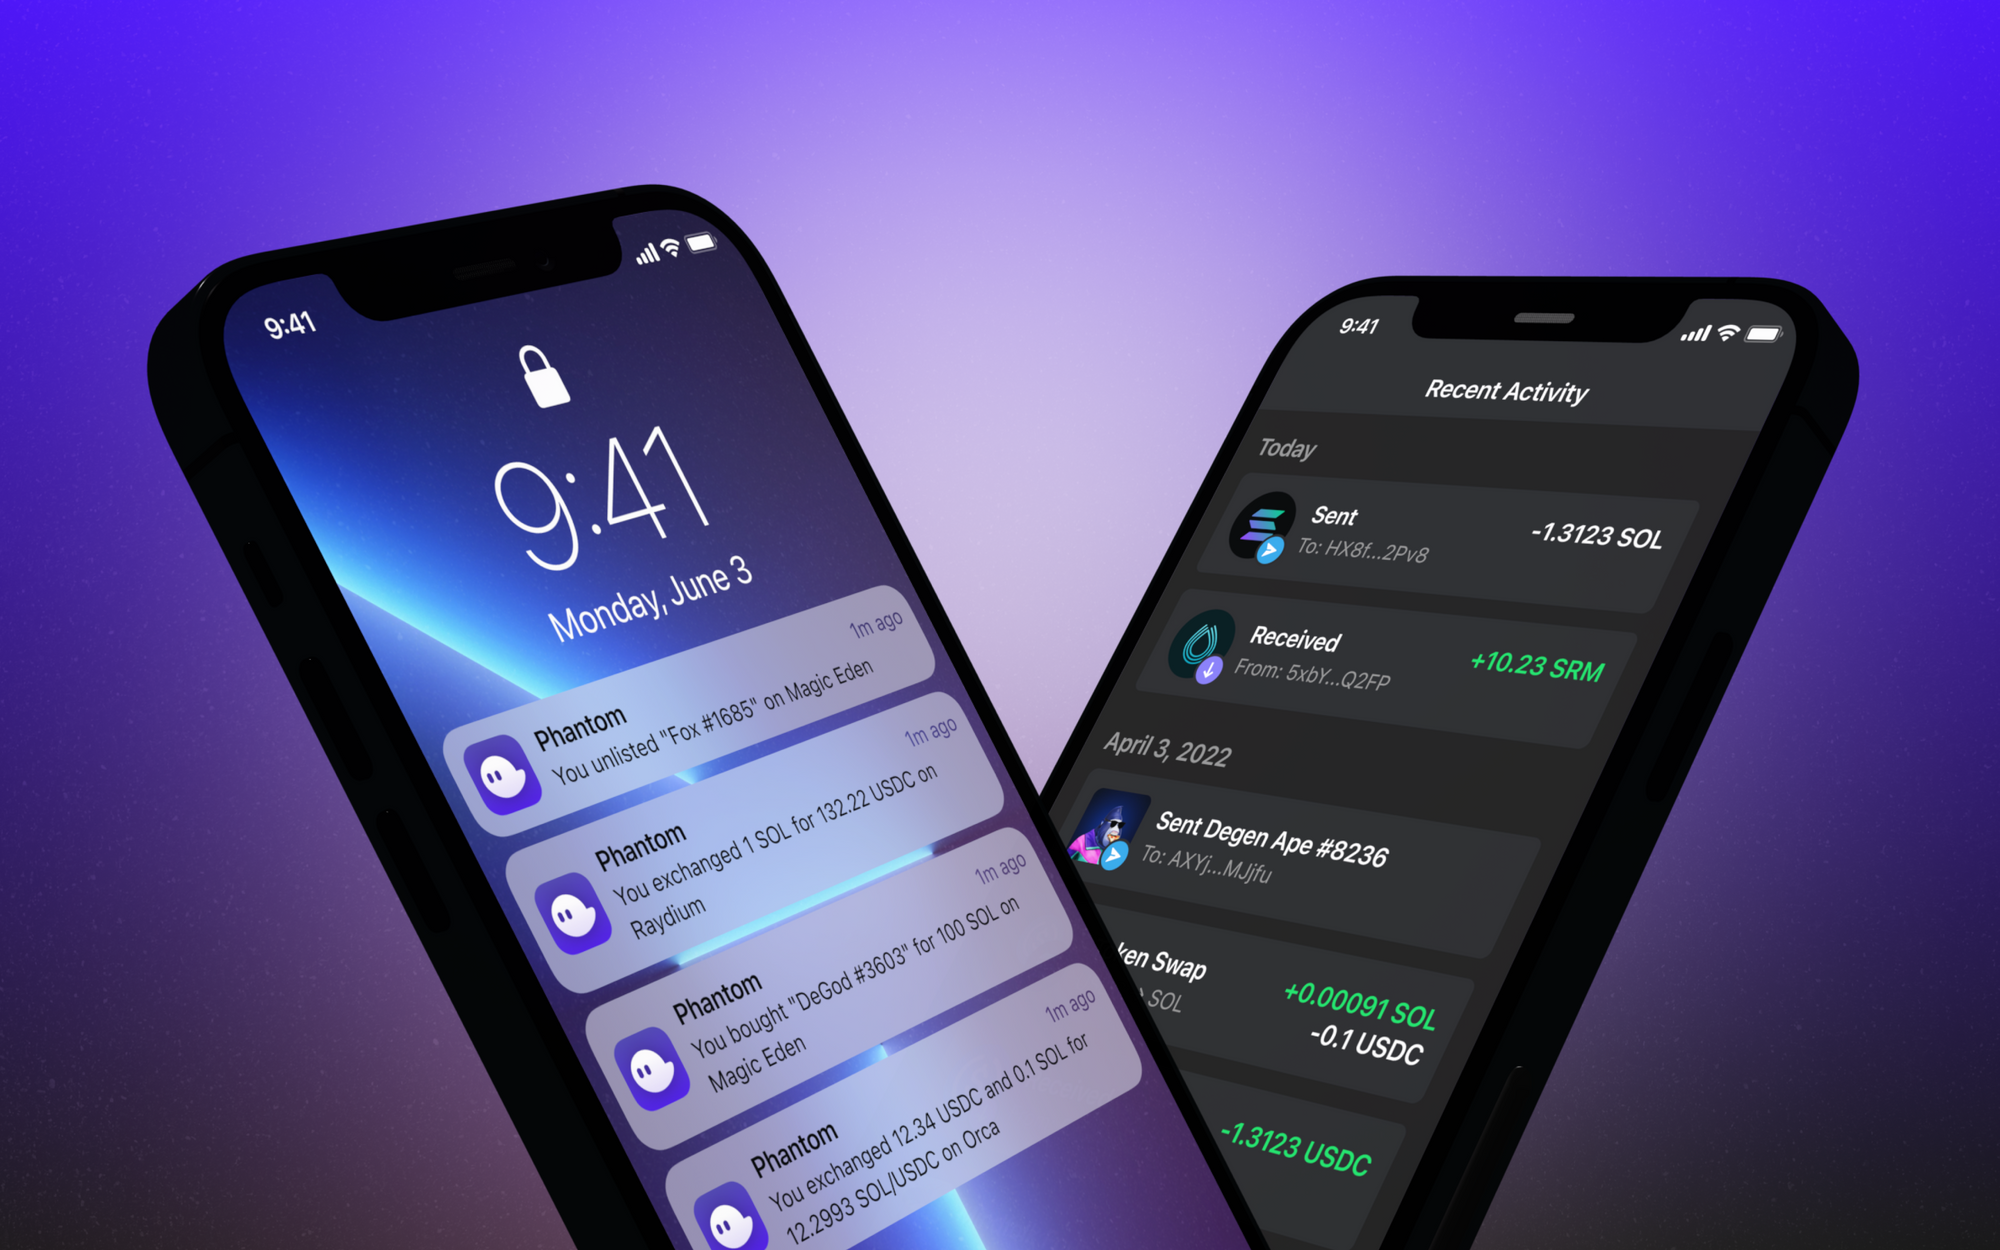 9:41
9:41
Monday, June 3
Phantom
1m ago
You unlisted "Fox #1685" on Magic Eden
Phantom
1m ago
You exchanged 1 SOL for 132.22 USDC on
Raydium
Phantom
1m ago
You bought "DeGod #3603" for 100 SOL on
Magic Eden
Phantom
1m ago
You exchanged 12.34 USDC and 0.1 SOL for
12.2993 SOL/USDC on Orca
9:41
Recent Activity
Today
Sent
-1.3123 SOL
To: HX8f...2Pv8
Received
+10.23 SRM
From: 5xbY...Q2FP
April 3, 2022
Sent Degen Ape #8236
To: AXYj...MJjfu
ken Swap
+0.00091 SOL
SOL
-0.1 USDC
-1.3123 USDC